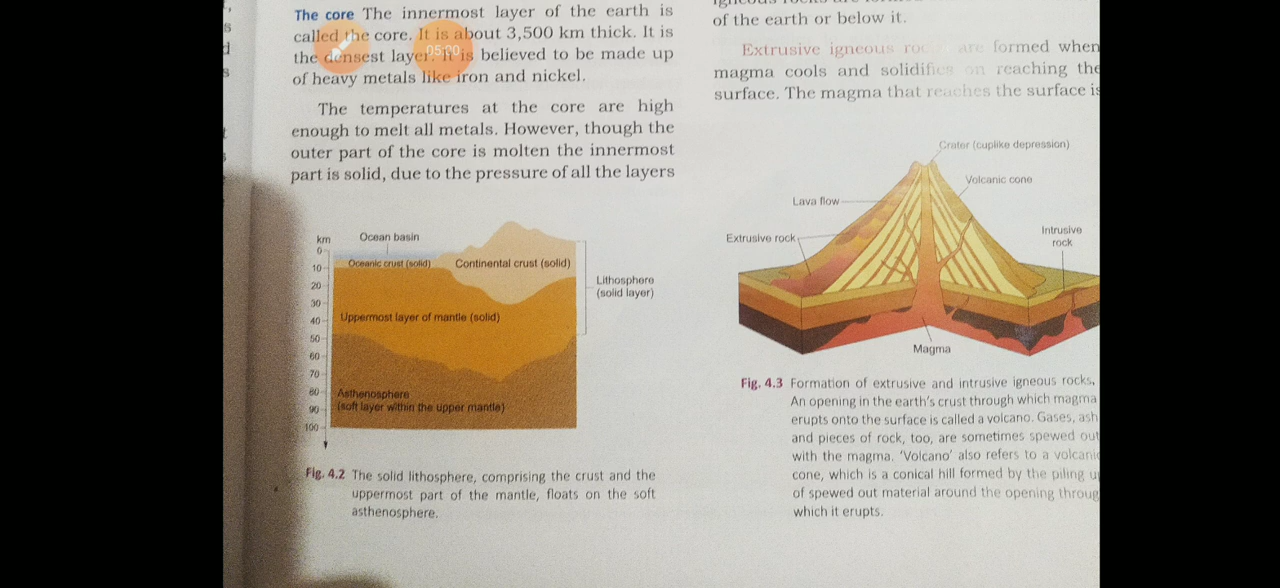 The core The innermost layer of the earth is
called the core. It is about 3,500 km thick. It is
the densest layer. It is believed to be made up
of heavy metals like iron and nickel.
The temperatures at the core are high
enough to melt all metals. However, though the
outer part of the core is molten the innermost
part is solid, due to the pressure of all the layers
05:00
km
0
10
20
30
40
50
60
70
80
90
100
Ocean basin
Oceanic crust (solid)
Continental crust (solid)
Lithosphere
(solid layer)
Uppermost layer of mantle (solid)
Asthenosphere
(soft layer within the upper mantle)
Fig. 4.2 The solid lithosphere, comprising the crust and the
uppermost part of the mantle, floats on the soft
asthenosphere.
of the earth or below it.
Extrusive igneous are formed when
magma cools and solidifies on reaching the
surface. The magma that reaches the surface is
Crater (cuplike depression)
Volcanic cone
Lava flow
Extrusive rock
Intrusive
rock
Magma
Fig. 4.3 Formation of extrusive and intrusive igneous rocks.
An opening in the earth's crust through which magma
erupts onto the surface is called a volcano. Gases, ash
and pieces of rock, too, are sometimes spewed out
with the magma. 'Volcano' also refers to a volcanic
cone, which is a conical hill formed by the piling
of spewed out material around the opening throug
which it erupts.